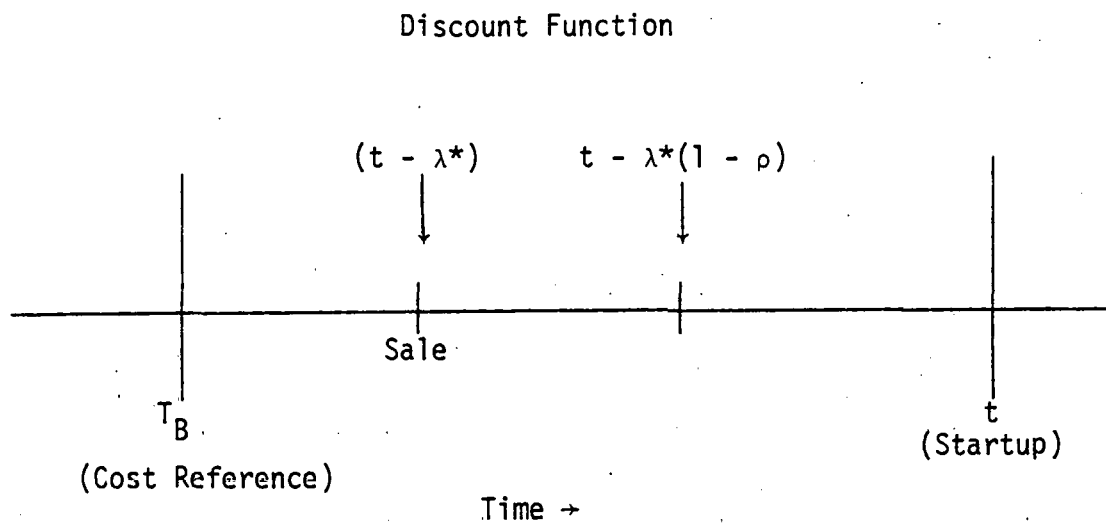 Discount Function
(t - λ*) t - λ*(1 - ρ)
Sale
T_B t
(Cost Reference) (Startup)
Time →